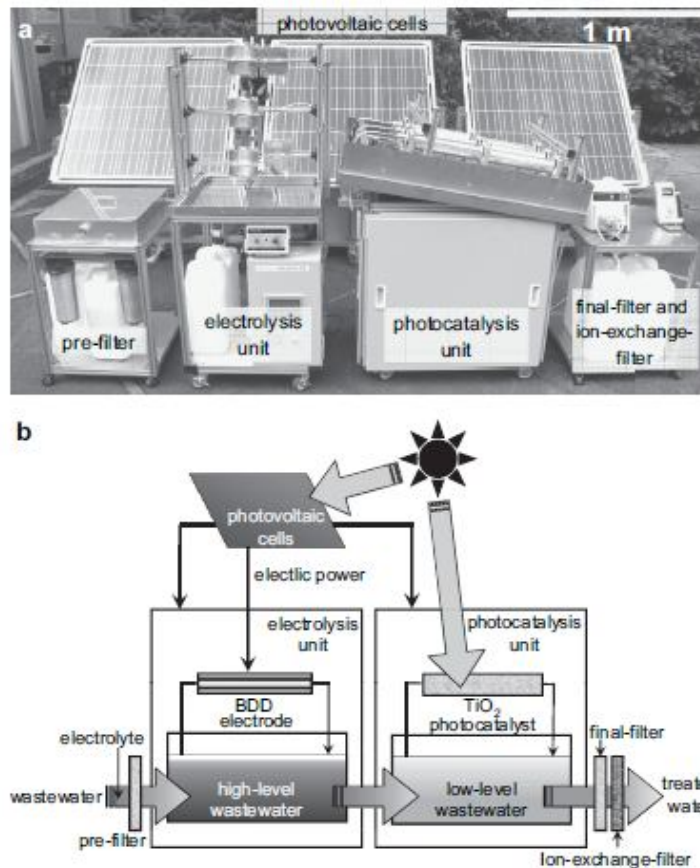 a
photovoltaic cells
1 m
pre-filter
electrolysis
unit
photocatalysis
unit
final-filter and
ion-exchange-
filter
b
photovoltaic
cells
electlic power
electrolysis
unit
photocatalysis
unit
BDD
electrode
TiO2
photocatalyst
electrolyte
final-filter
wastewater
high-level
wastewater
low-level
wastewater
treate
wate
pre-filter
Ion-exchange-filter